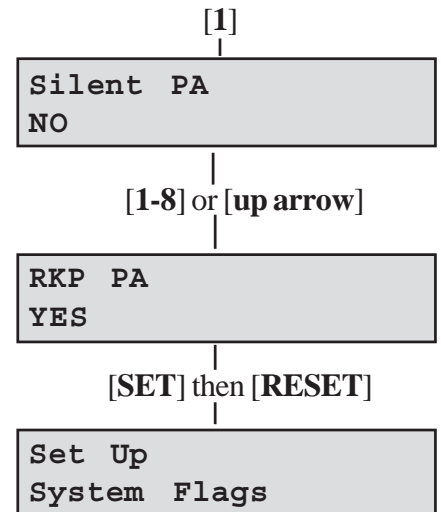 [1]
Silent PA
NO
[1-8] or [up arrow]
RKP PA
YES
[SET] then [RESET]
Set Up
System Flags